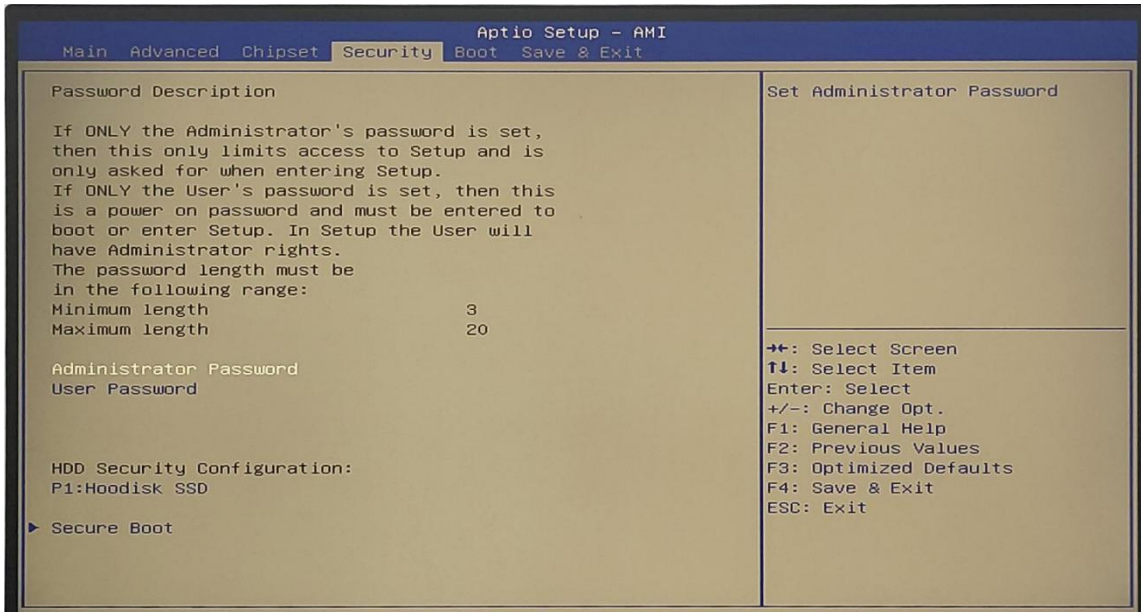 Aptio Setup – AMI
Main Advanced Chipset Security Boot Save & Exit
Password Description
If ONLY the Administrator's password is set,
then this only limits access to Setup and is
only asked for when entering Setup.
If ONLY the User's password is set, then this
is a power on password and must be entered to
boot or enter Setup. In Setup the User will
have Administrator rights.
The password length must be
in the following range:
Minimum length 3
Maximum length 20
Administrator Password
User Password
HDD Security Configuration:
P1:Hoodisk SSD
▶ Secure Boot
Set Administrator Password
→←: Select Screen
↑↓: Select Item
Enter: Select
+/-: Change Opt.
F1: General Help
F2: Previous Values
F3: Optimized Defaults
F4: Save & Exit
ESC: Exit